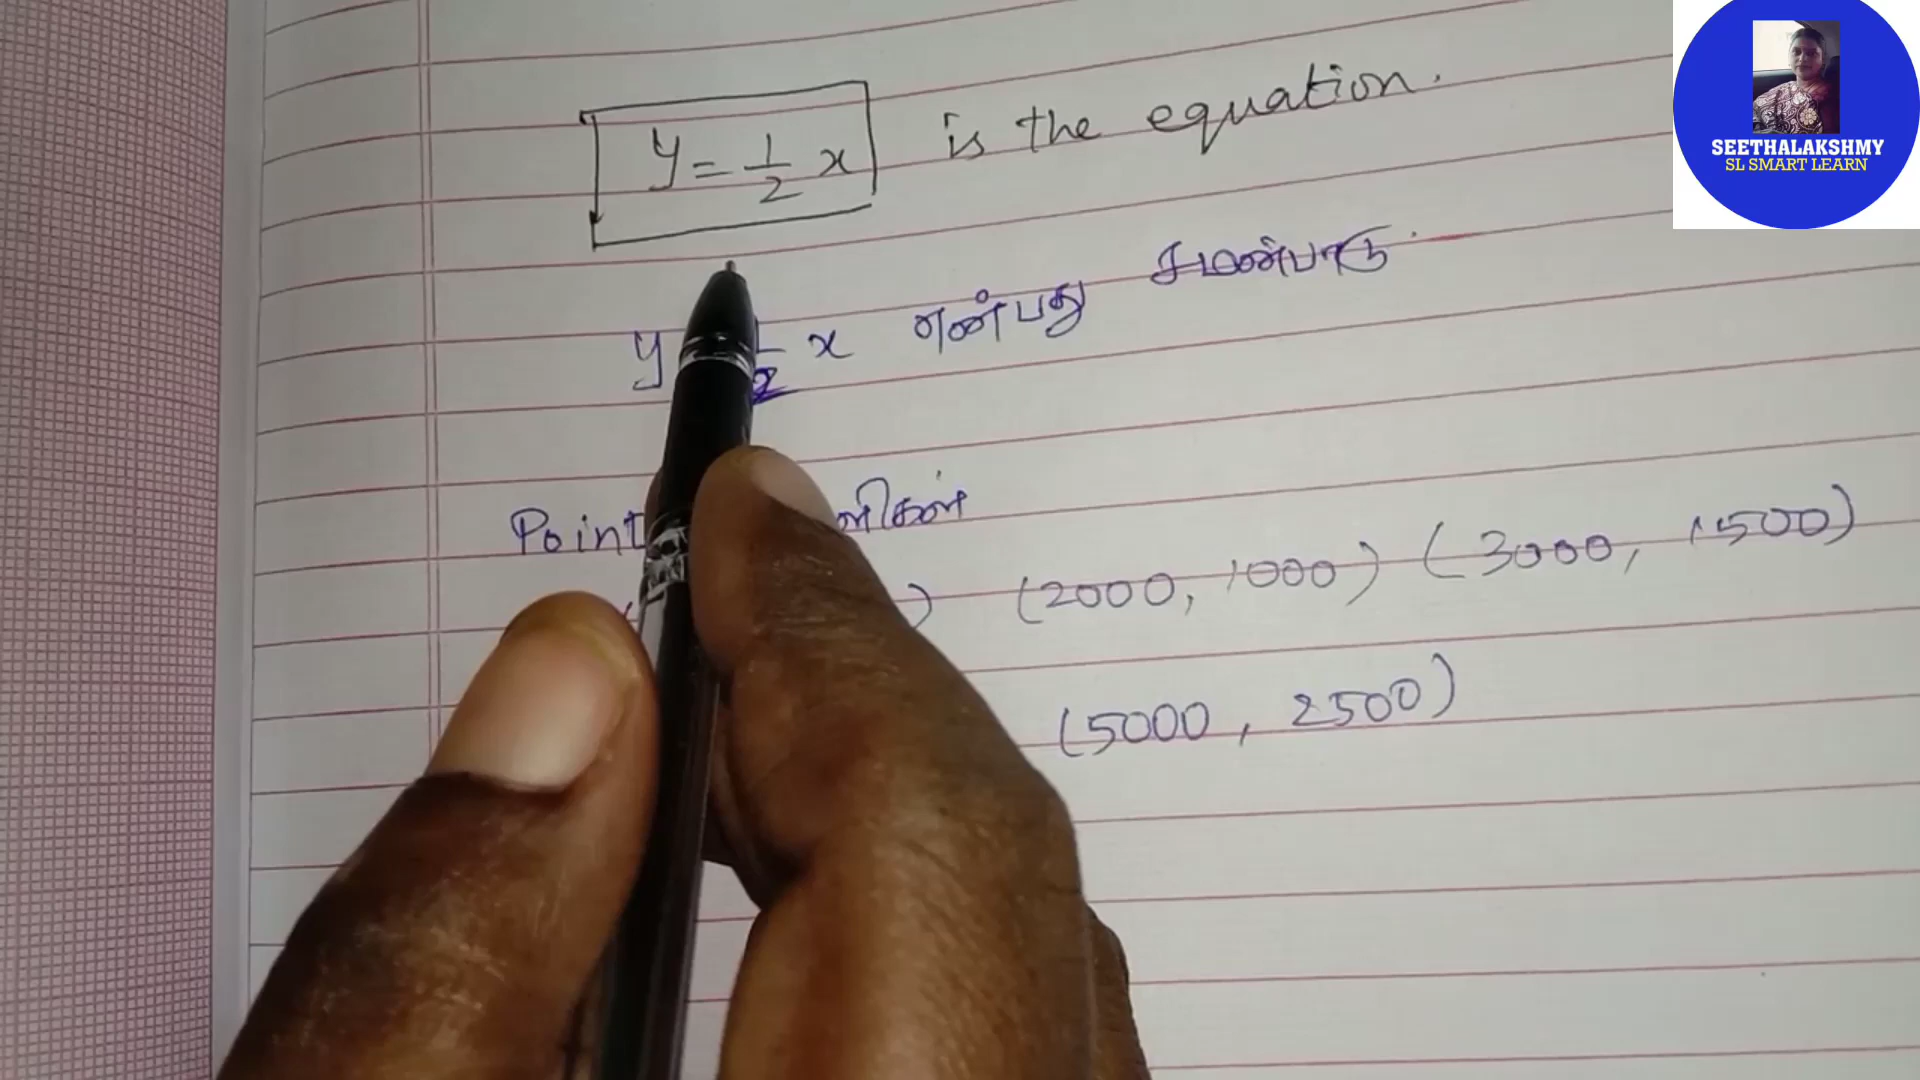 y = 1/2 x is the equation.
y 1/2 x என்பது சமன்பாடு.
Point ளிகள்
) (2000, 1000) (3000, 1500)
(5000, 2500)
SEETHALAKSHMY
SL SMART LEARN